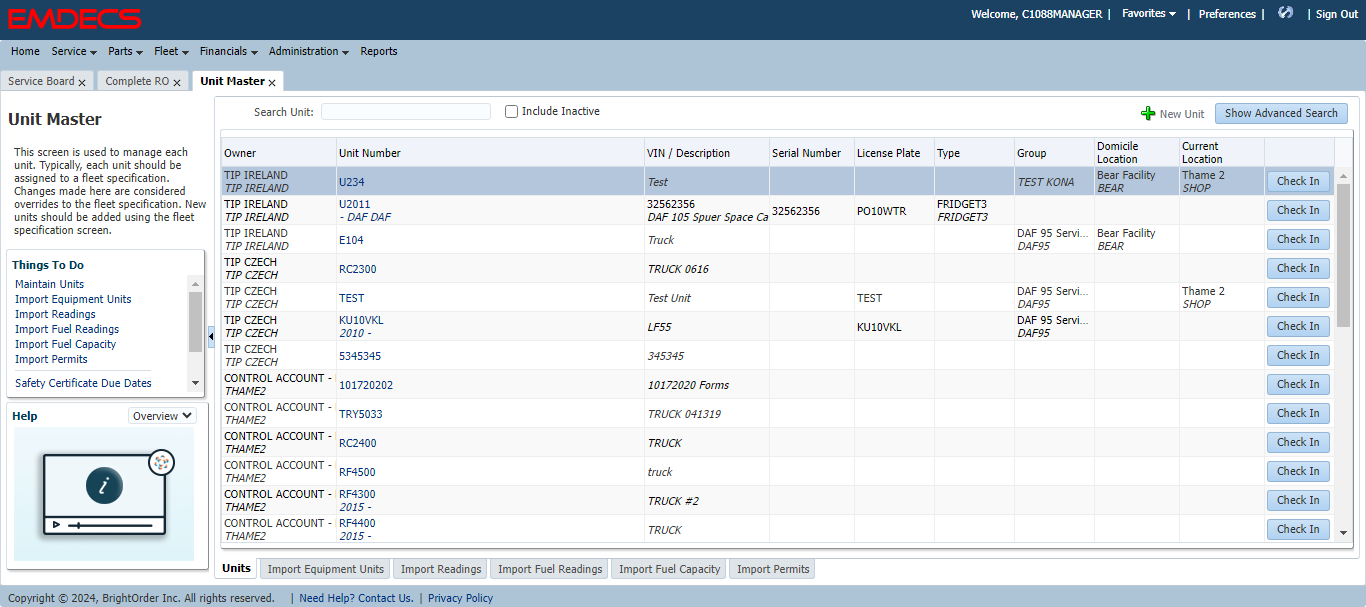 EMDECS
Welcome, C1088MANAGER | Favorites | Preferences | | Sign Out
Home Service Parts Fleet Financials Administration Reports
Service Board x Complete RO x Unit Master x
Unit Master
This screen is used to manage each
unit. Typically, each unit should be
assigned to a fleet specification.
Changes made here are considered
overrides to the fleet specification. New
units should be added using the fleet
specification screen.
Things To Do
Maintain Units
Import Equipment Units
Import Readings
Import Fuel Readings
Import Fuel Capacity
Import Permits
Safety Certificate Due Dates
Help Overview
i
Search Unit: Include Inactive New Unit Show Advanced Search
Owner Unit Number VIN / Description Serial Number License Plate Type Group Domicile Location Current Location
TIP IRELAND Bear Facility Thame 2
TIP IRELAND U234 Test TEST KONA BEAR SHOP Check In
TIP IRELAND U2011 32562356 FRIDGET3
TIP IRELAND - DAF DAF DAF 105 Spuer Space Ca 32562356 PO10WTR FRIDGET3 Check In
TIP IRELAND DAF 95 Servi... Bear Facility
TIP IRELAND E104 Truck DAF95 BEAR Check In
TIP CZECH
TIP CZECH RC2300 TRUCK 0616 Check In
TIP CZECH DAF 95 Servi... Thame 2
TIP CZECH TEST Test Unit TEST DAF95 SHOP Check In
TIP CZECH KU10VKL DAF 95 Servi...
TIP CZECH 2010 - LF55 KU10VKL DAF95 Check In
TIP CZECH
TIP CZECH 5345345 345345 Check In
CONTROL ACCOUNT -
THAME2 101720202 10172020 Forms Check In
CONTROL ACCOUNT -
THAME2 TRY5033 TRUCK 041319 Check In
CONTROL ACCOUNT -
THAME2 RC2400 TRUCK Check In
CONTROL ACCOUNT -
THAME2 RF4500 truck Check In
CONTROL ACCOUNT - RF4300
THAME2 2015 - TRUCK #2 Check In
CONTROL ACCOUNT - RF4400
THAME2 2015 - TRUCK Check In
Units Import Equipment Units Import Readings Import Fuel Readings Import Fuel Capacity Import Permits
Copyright © 2024, BrightOrder Inc. All rights reserved. | Need Help? Contact Us. | Privacy Policy